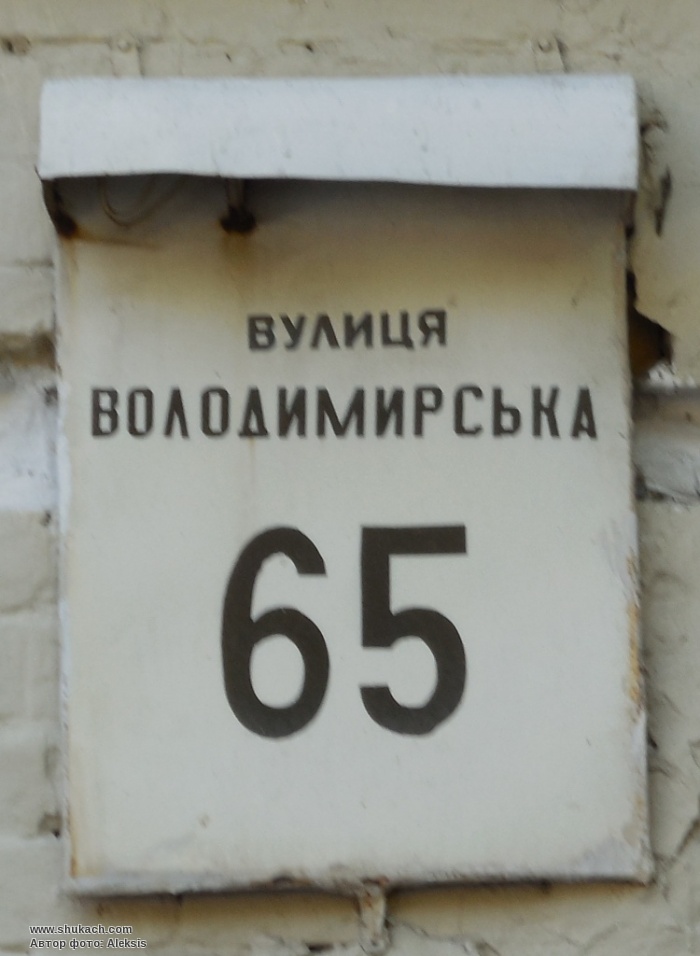 ВУЛИЦЯ
ВОЛОДИМИРСЬКА
65
www.shukach.com
Автор фото: Aleksis